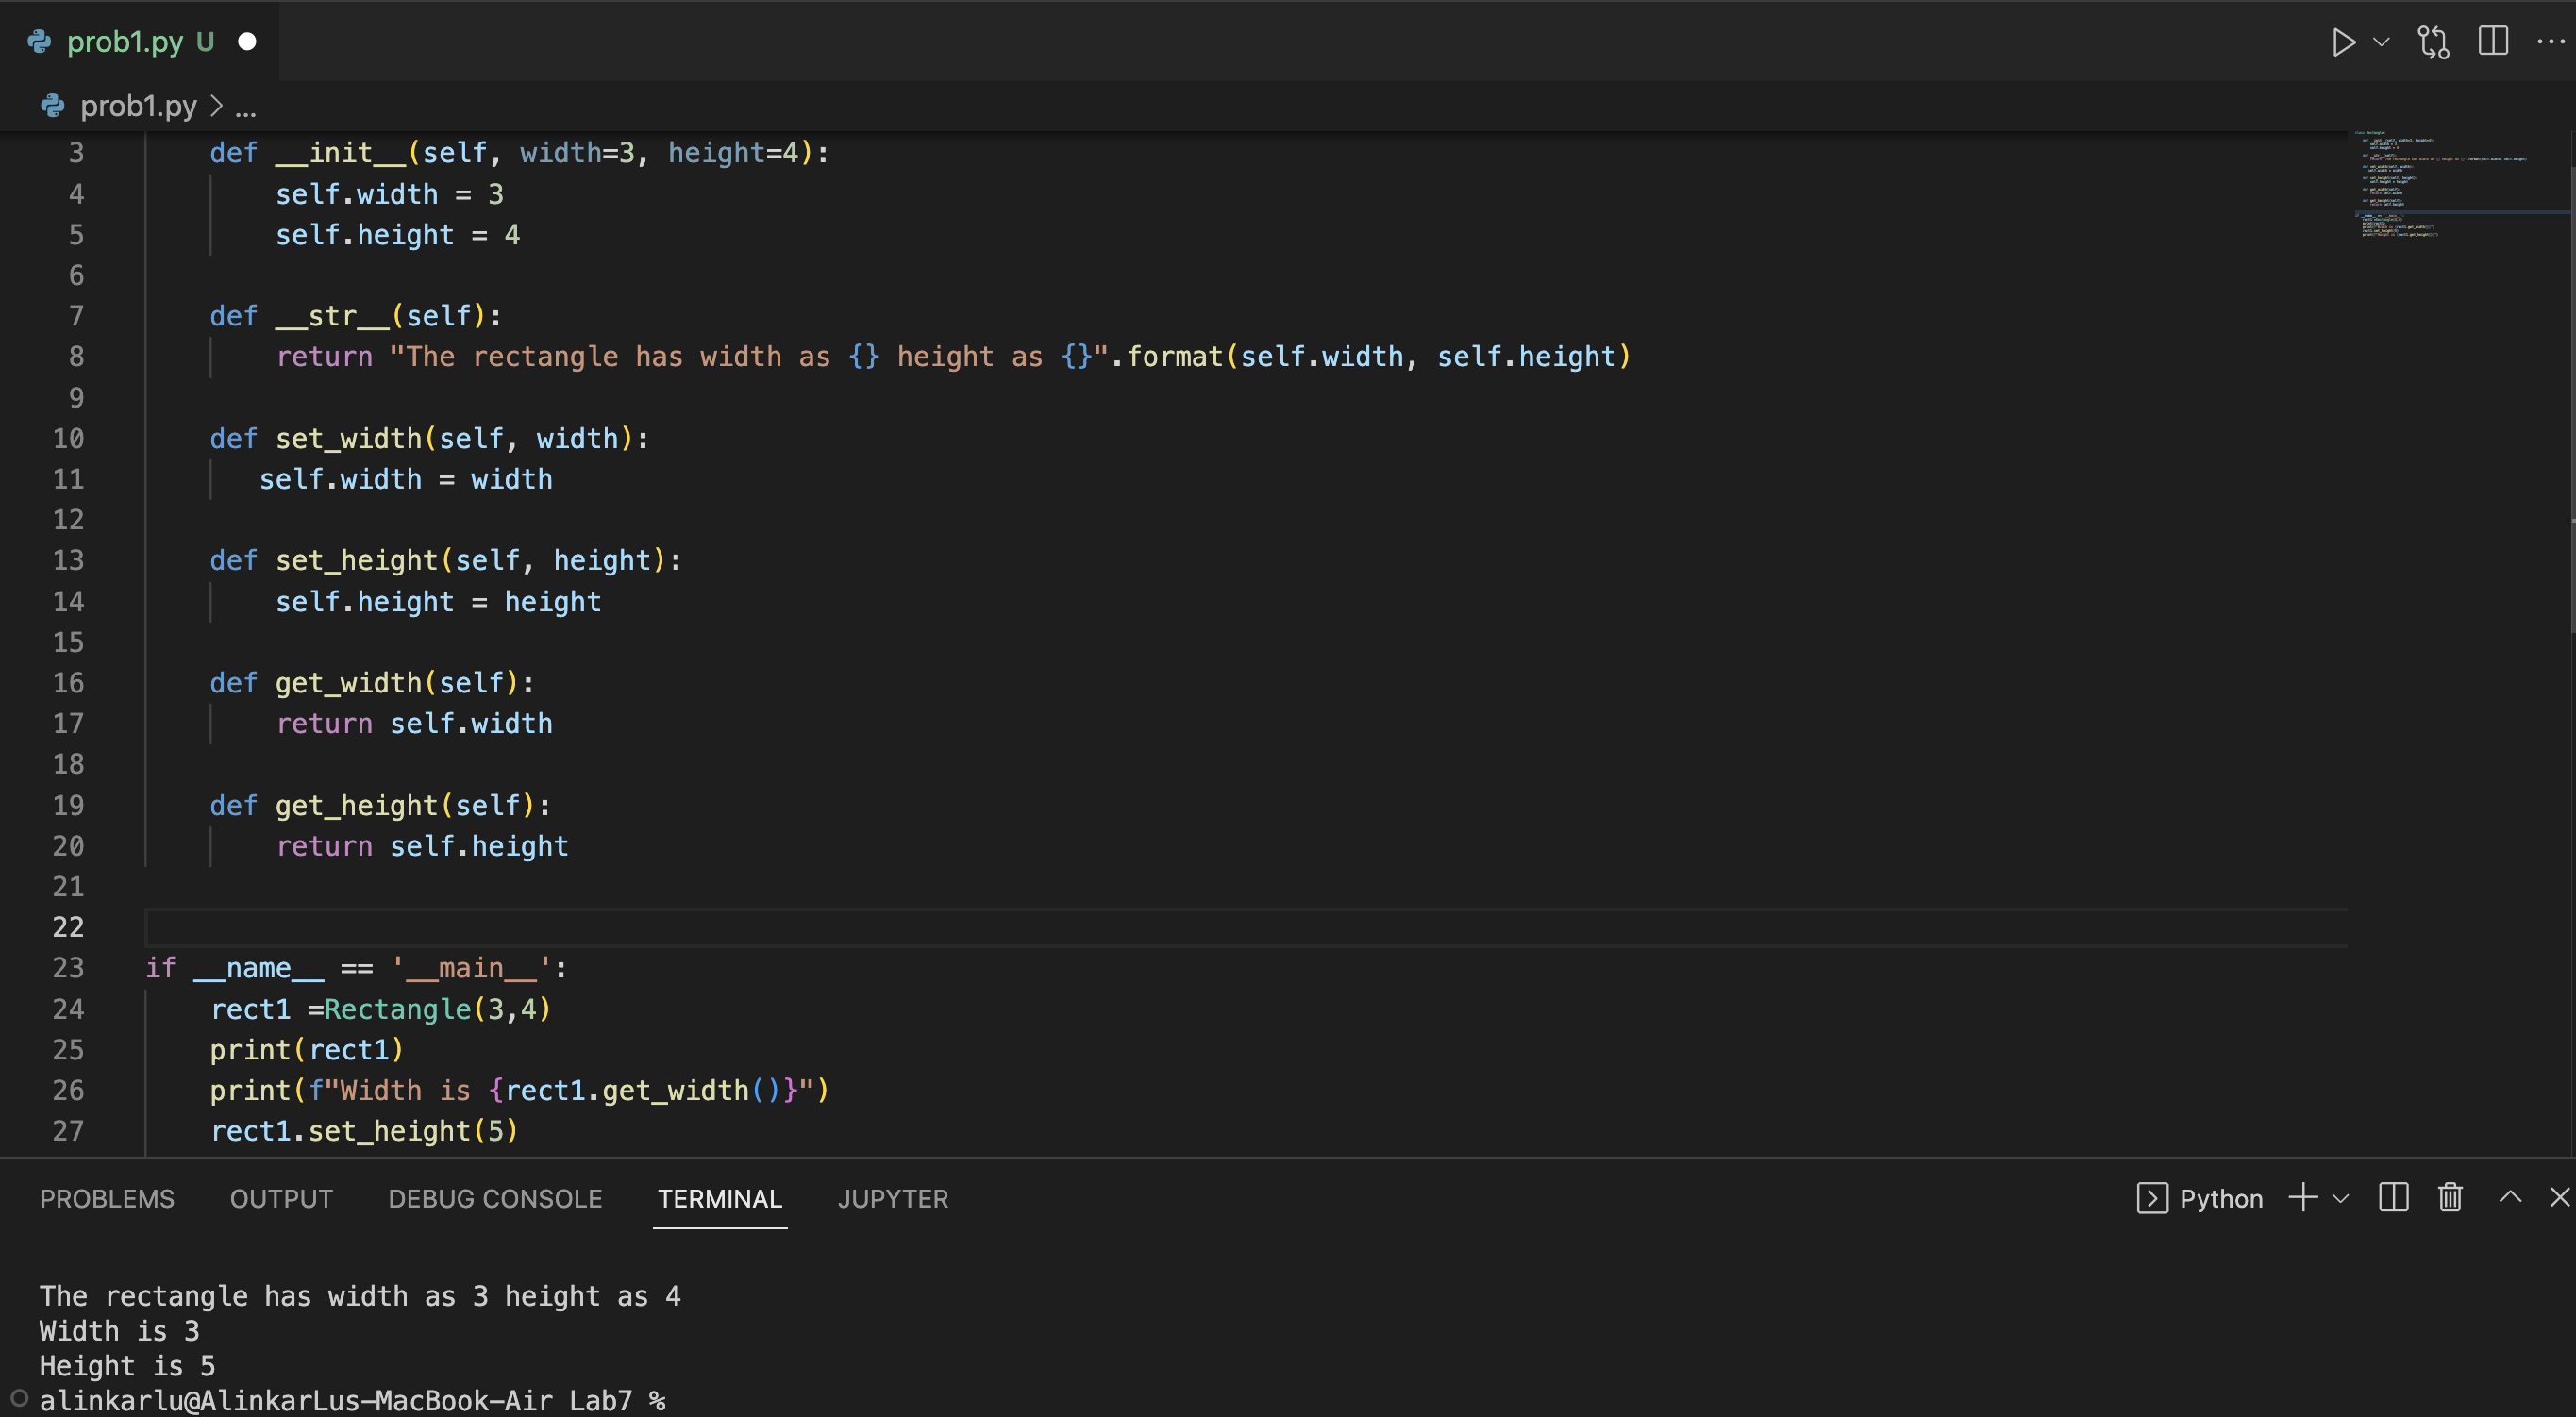 prob1.py U
prob1.py > ...
3 def __init__(self, width=3, height=4):
4 self.width = 3
5 self.height = 4
6
7 def __str__(self):
8 return "The rectangle has width as {} height as {}".format(self.width, self.height)
9
10 def set_width(self, width):
11 self.width = width
12
13 def set_height(self, height):
14 self.height = height
15
16 def get_width(self):
17 return self.width
18
19 def get_height(self):
20 return self.height
21
22
23 if __name__ == '__main__':
24 rect1 =Rectangle(3,4)
25 print(rect1)
26 print(f"Width is {rect1.get_width()}")
27 rect1.set_height(5)
PROBLEMS OUTPUT DEBUG CONSOLE TERMINAL JUPYTER Python
The rectangle has width as 3 height as 4
Width is 3
Height is 5
alinkarlu@AlinkarLus-MacBook-Air Lab7 %